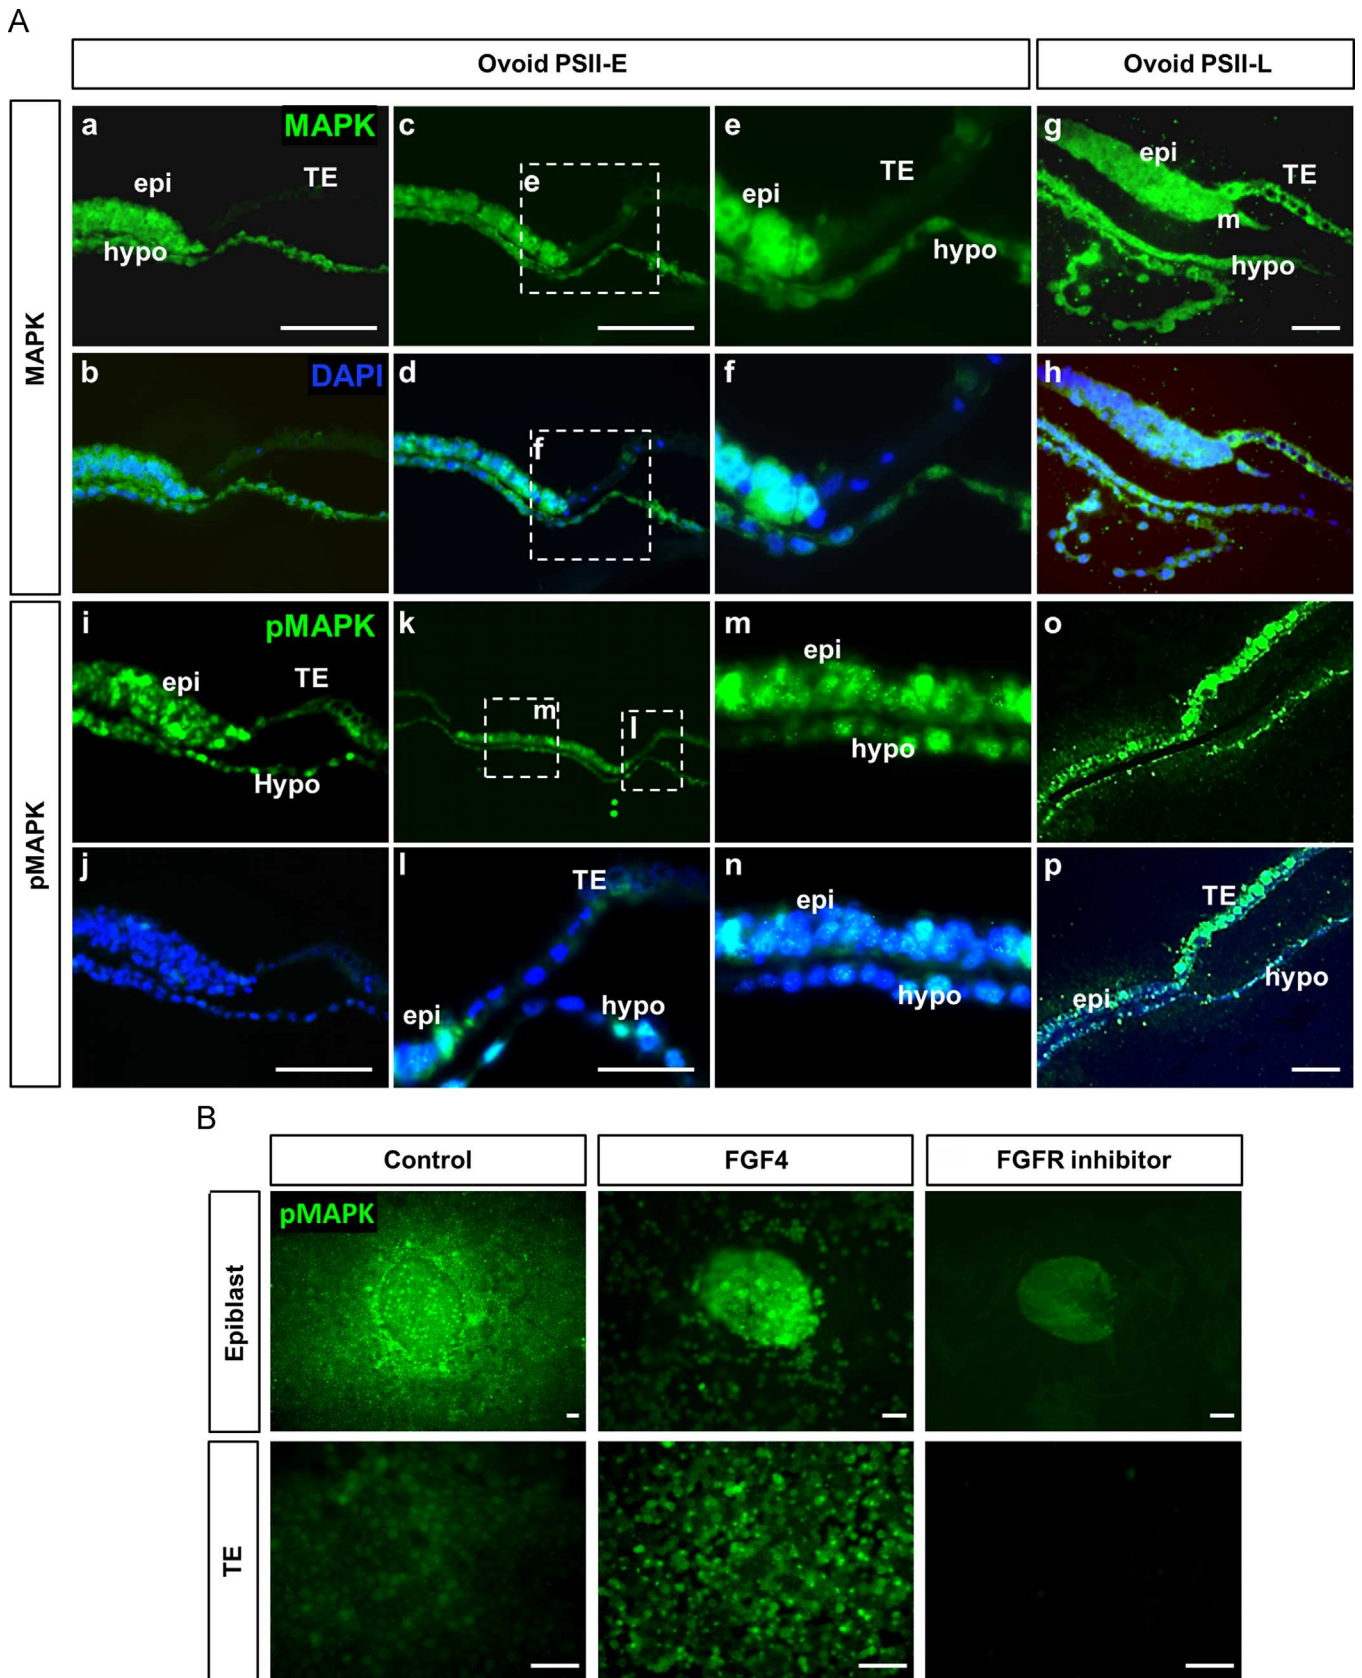 A
Ovoid PSII-E
Ovoid PSII-L
MAPK
a
MAPK
epi
TE
hypo
c
e
e
TE
epi
hypo
g
epi
TE
m
hypo
b
DAPI
d
f
f
h
pMAPK
i
pMAPK
epi
TE
Hypo
k
m
l
m
epi
hypo
o
j
l
TE
epi
hypo
n
epi
hypo
p
TE
epi
hypo
B
Control
FGF4
FGFR inhibitor
Epiblast
pMAPK
TE